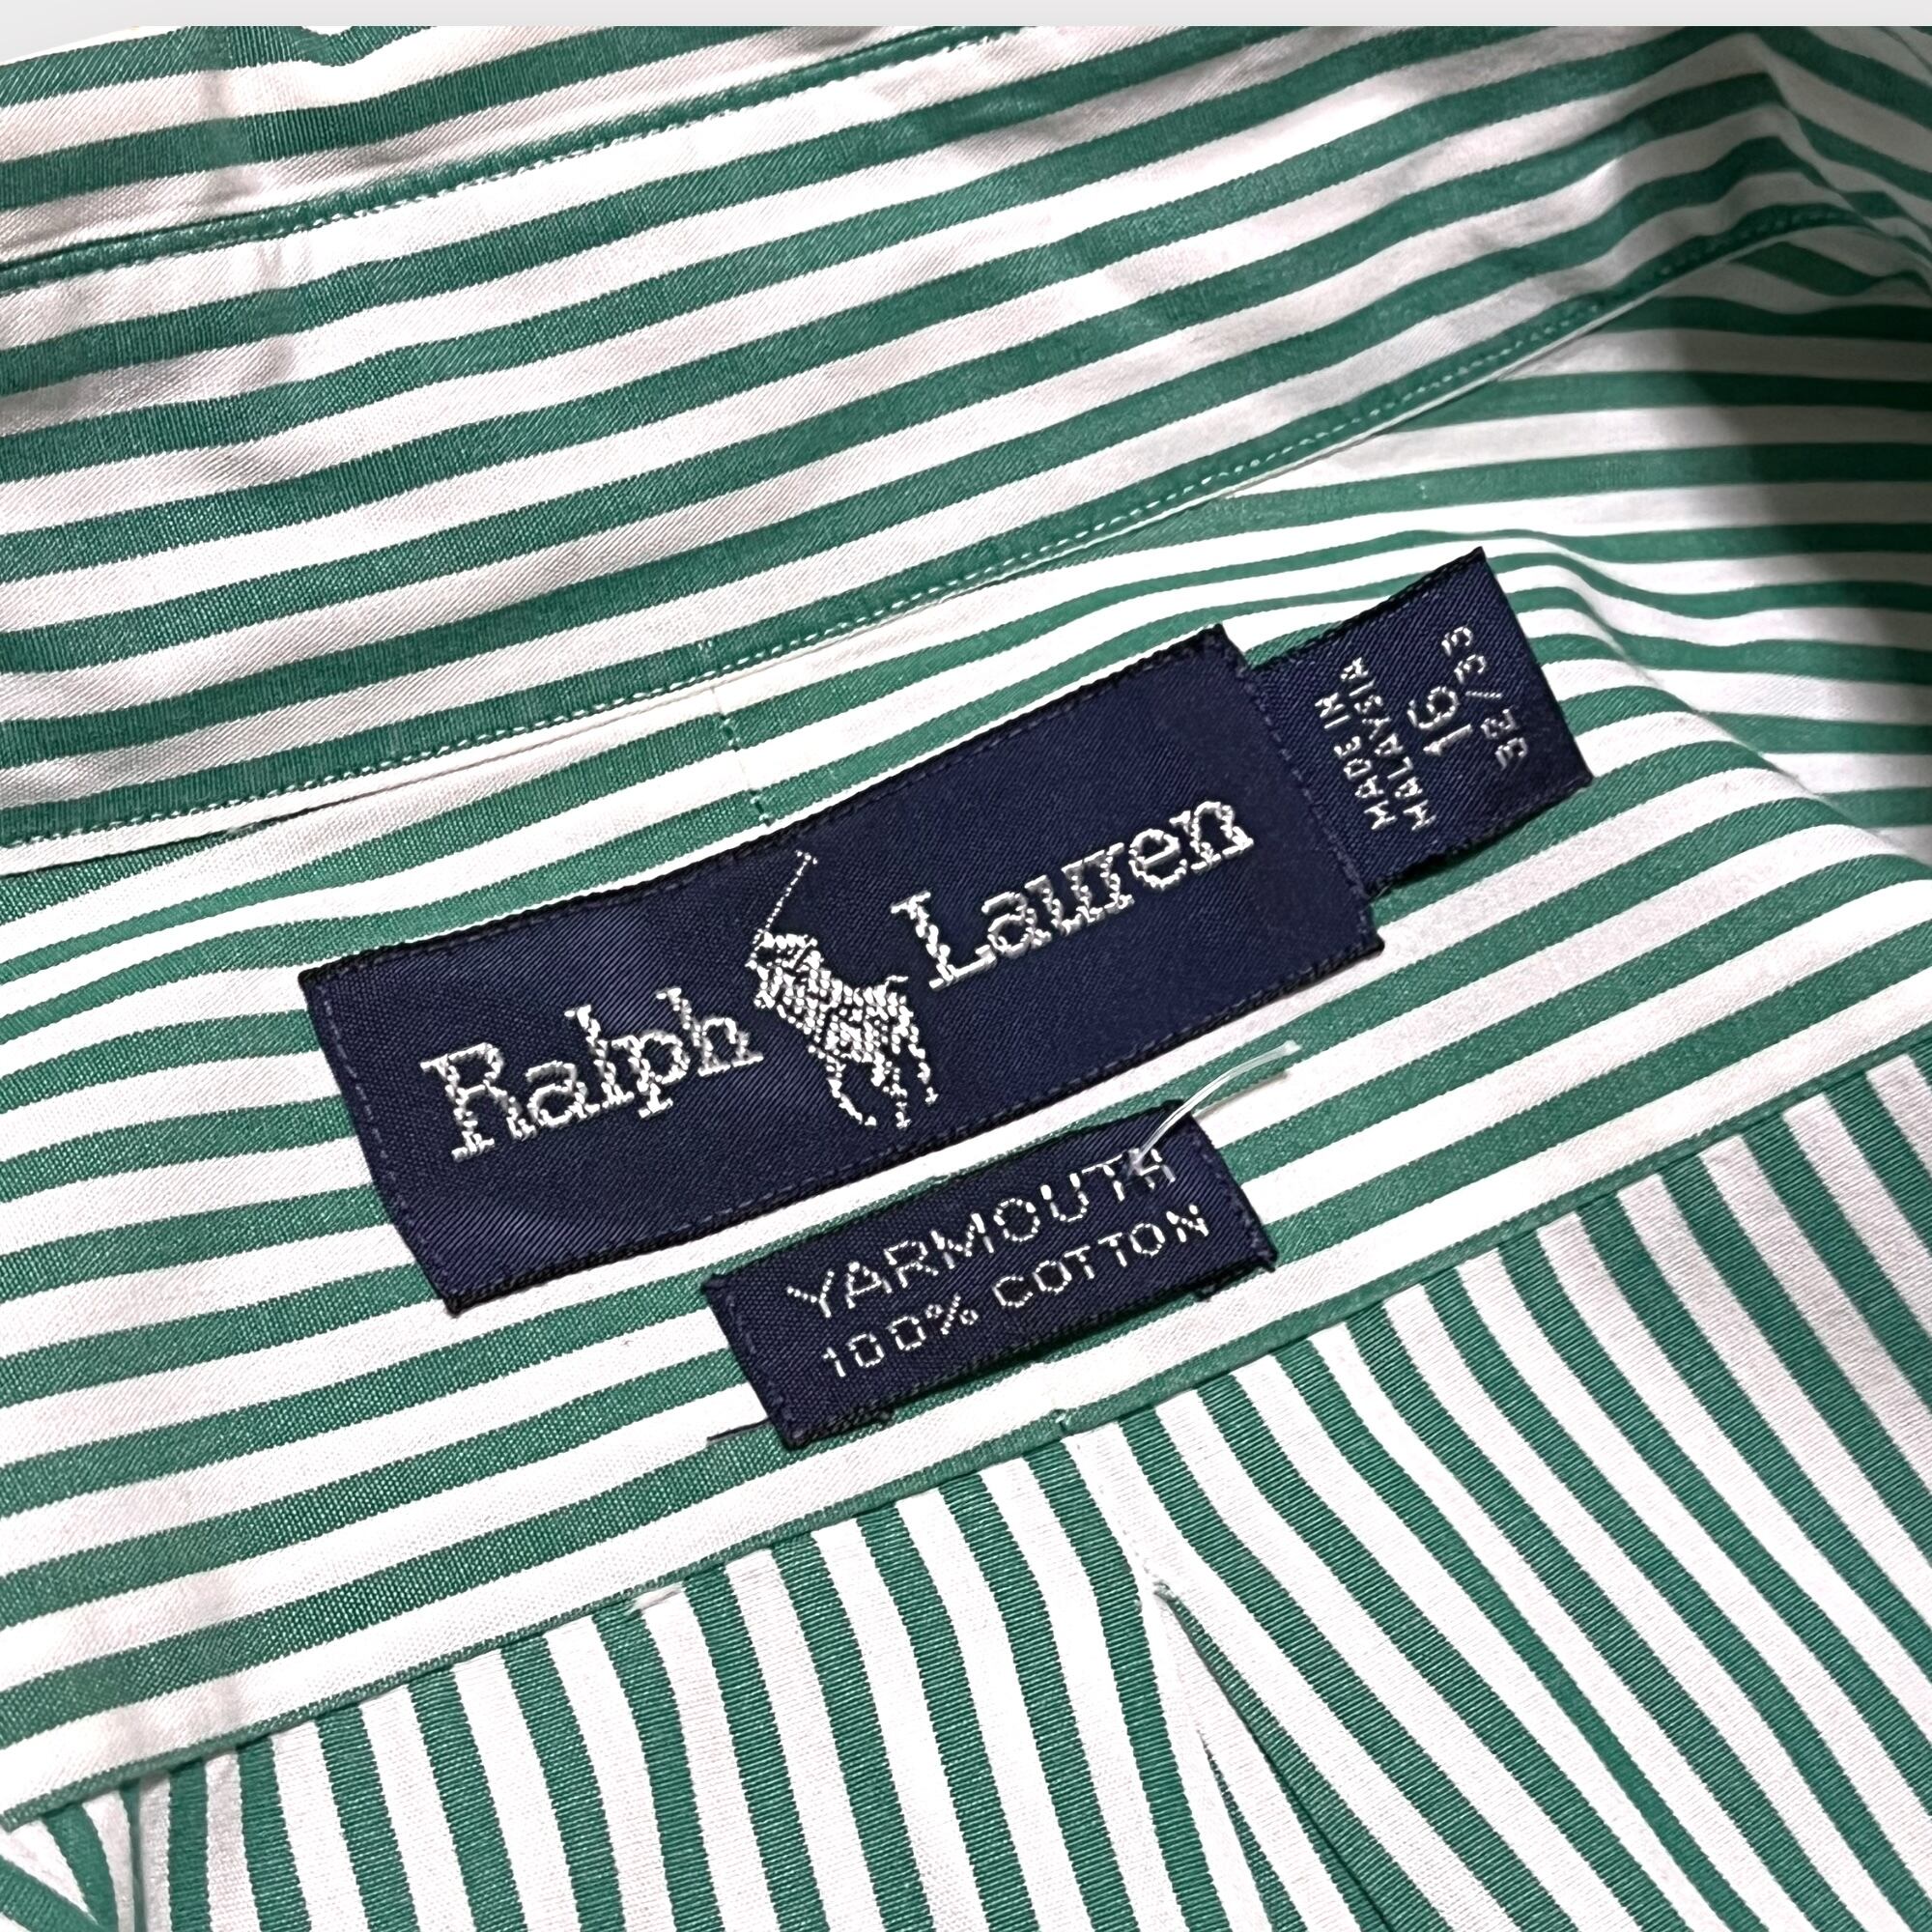 Ralph Lauren
MADE IN
MALAYSIA
16
32/33
YARMOUTH
100% COTTON